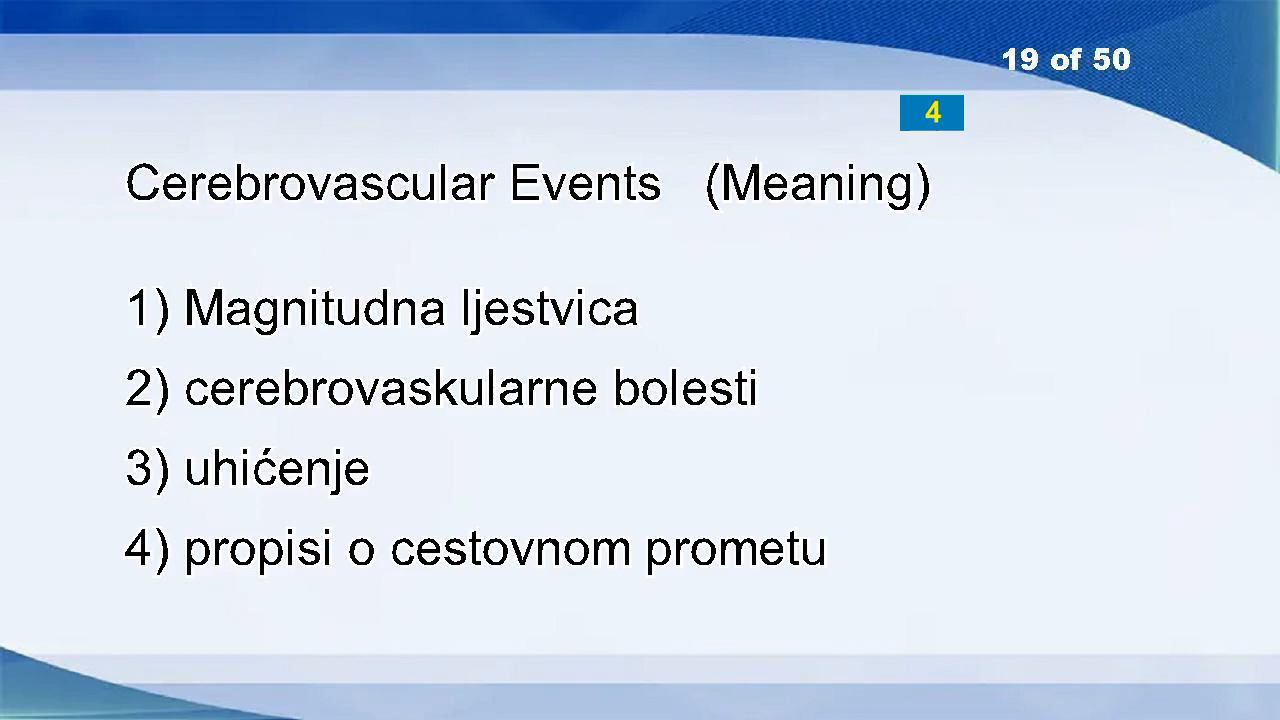 19 of 50
4
Cerebrovascular Events (Meaning)
1) Magnitudna ljestvica
2) cerebrovaskularne bolesti
3) uhićenje
4) propisi o cestovnom prometu